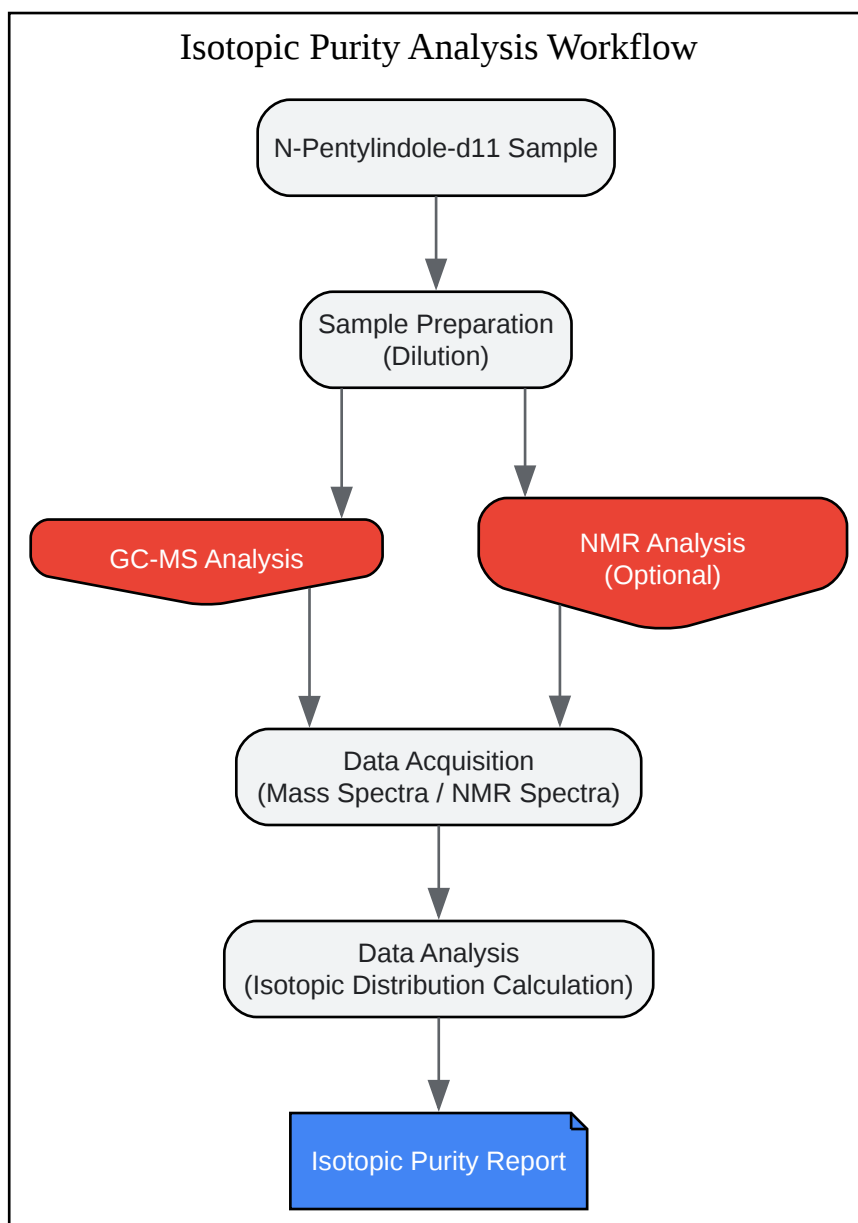 Isotopic Purity Analysis Workflow
N-Pentylindole-d11 Sample
Sample Preparation
(Dilution)
GC-MS Analysis
NMR Analysis
(Optional)
Data Acquisition
(Mass Spectra / NMR Spectra)
Data Analysis
(Isotopic Distribution Calculation)
Isotopic Purity Report